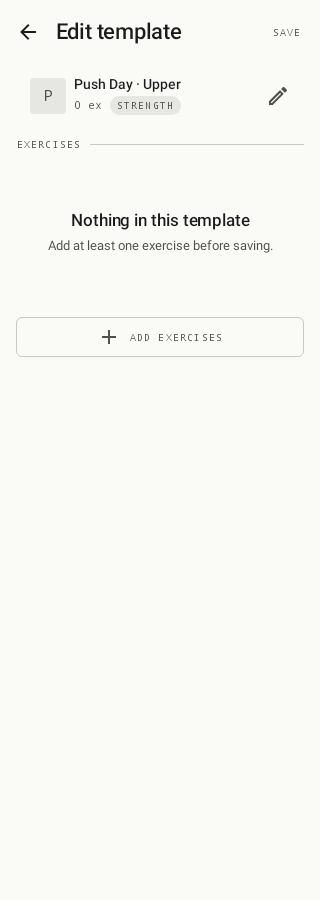 Edit template
SAVE
P
Push Day · Upper
0 ex STRENGTH
EXERCISES
Nothing in this template
Add at least one exercise before saving.
ADD EXERCISES